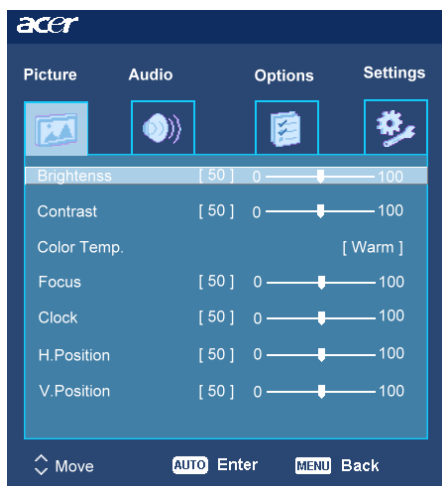 acer
Picture Audio Options Settings
Brightenss [ 50 ] 0 100
Contrast [ 50 ] 0 100
Color Temp. [ Warm ]
Focus [ 50 ] 0 100
Clock [ 50 ] 0 100
H.Position [ 50 ] 0 100
V.Position [ 50 ] 0 100
Move AUTO Enter MENU Back